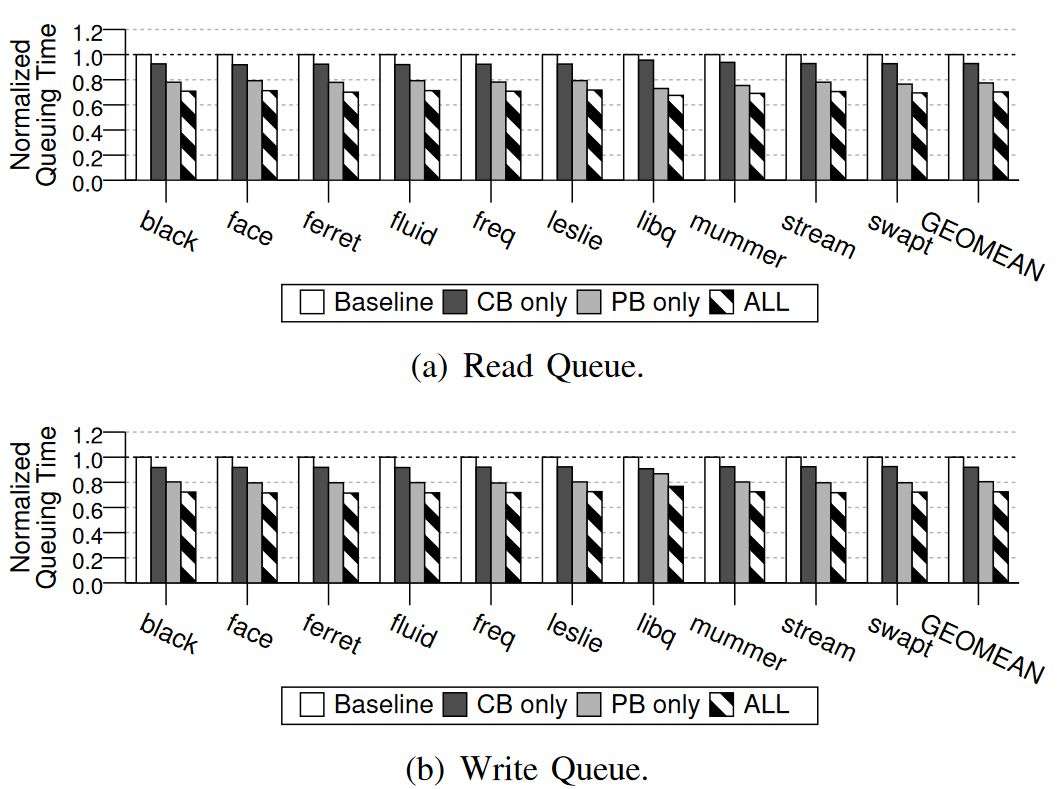 Normalized
Queuing Time
1.2
1.0
0.8
0.6
0.4
0.2
0.0
black face ferret fluid freq leslie libq mummer stream swapt GEOMEAN
Baseline CB only PB only ALL
(a) Read Queue.
Normalized
Queuing Time
1.2
1.0
0.8
0.6
0.4
0.2
0.0
black face ferret fluid freq leslie libq mummer stream swapt GEOMEAN
Baseline CB only PB only ALL
(b) Write Queue.